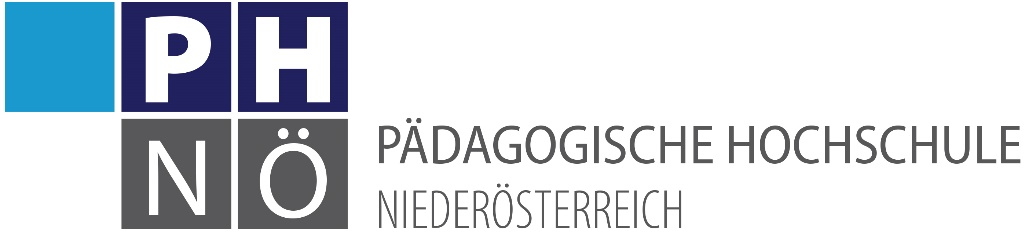 PH
NÖ
PÄDAGOGISCHE HOCHSCHULE
NIEDERÖSTERREICH